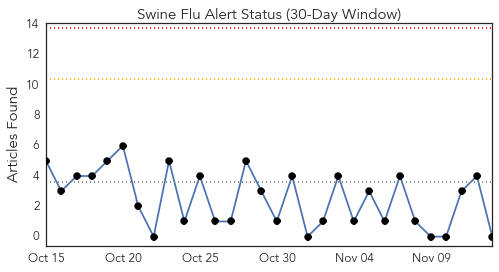 Swine Flu Alert Status (30-Day Window)
Articles Found
14
12
10
8
6
4
2
0
Oct 15
Oct 20
Oct 25
Oct 30
Nov 04
Nov 09